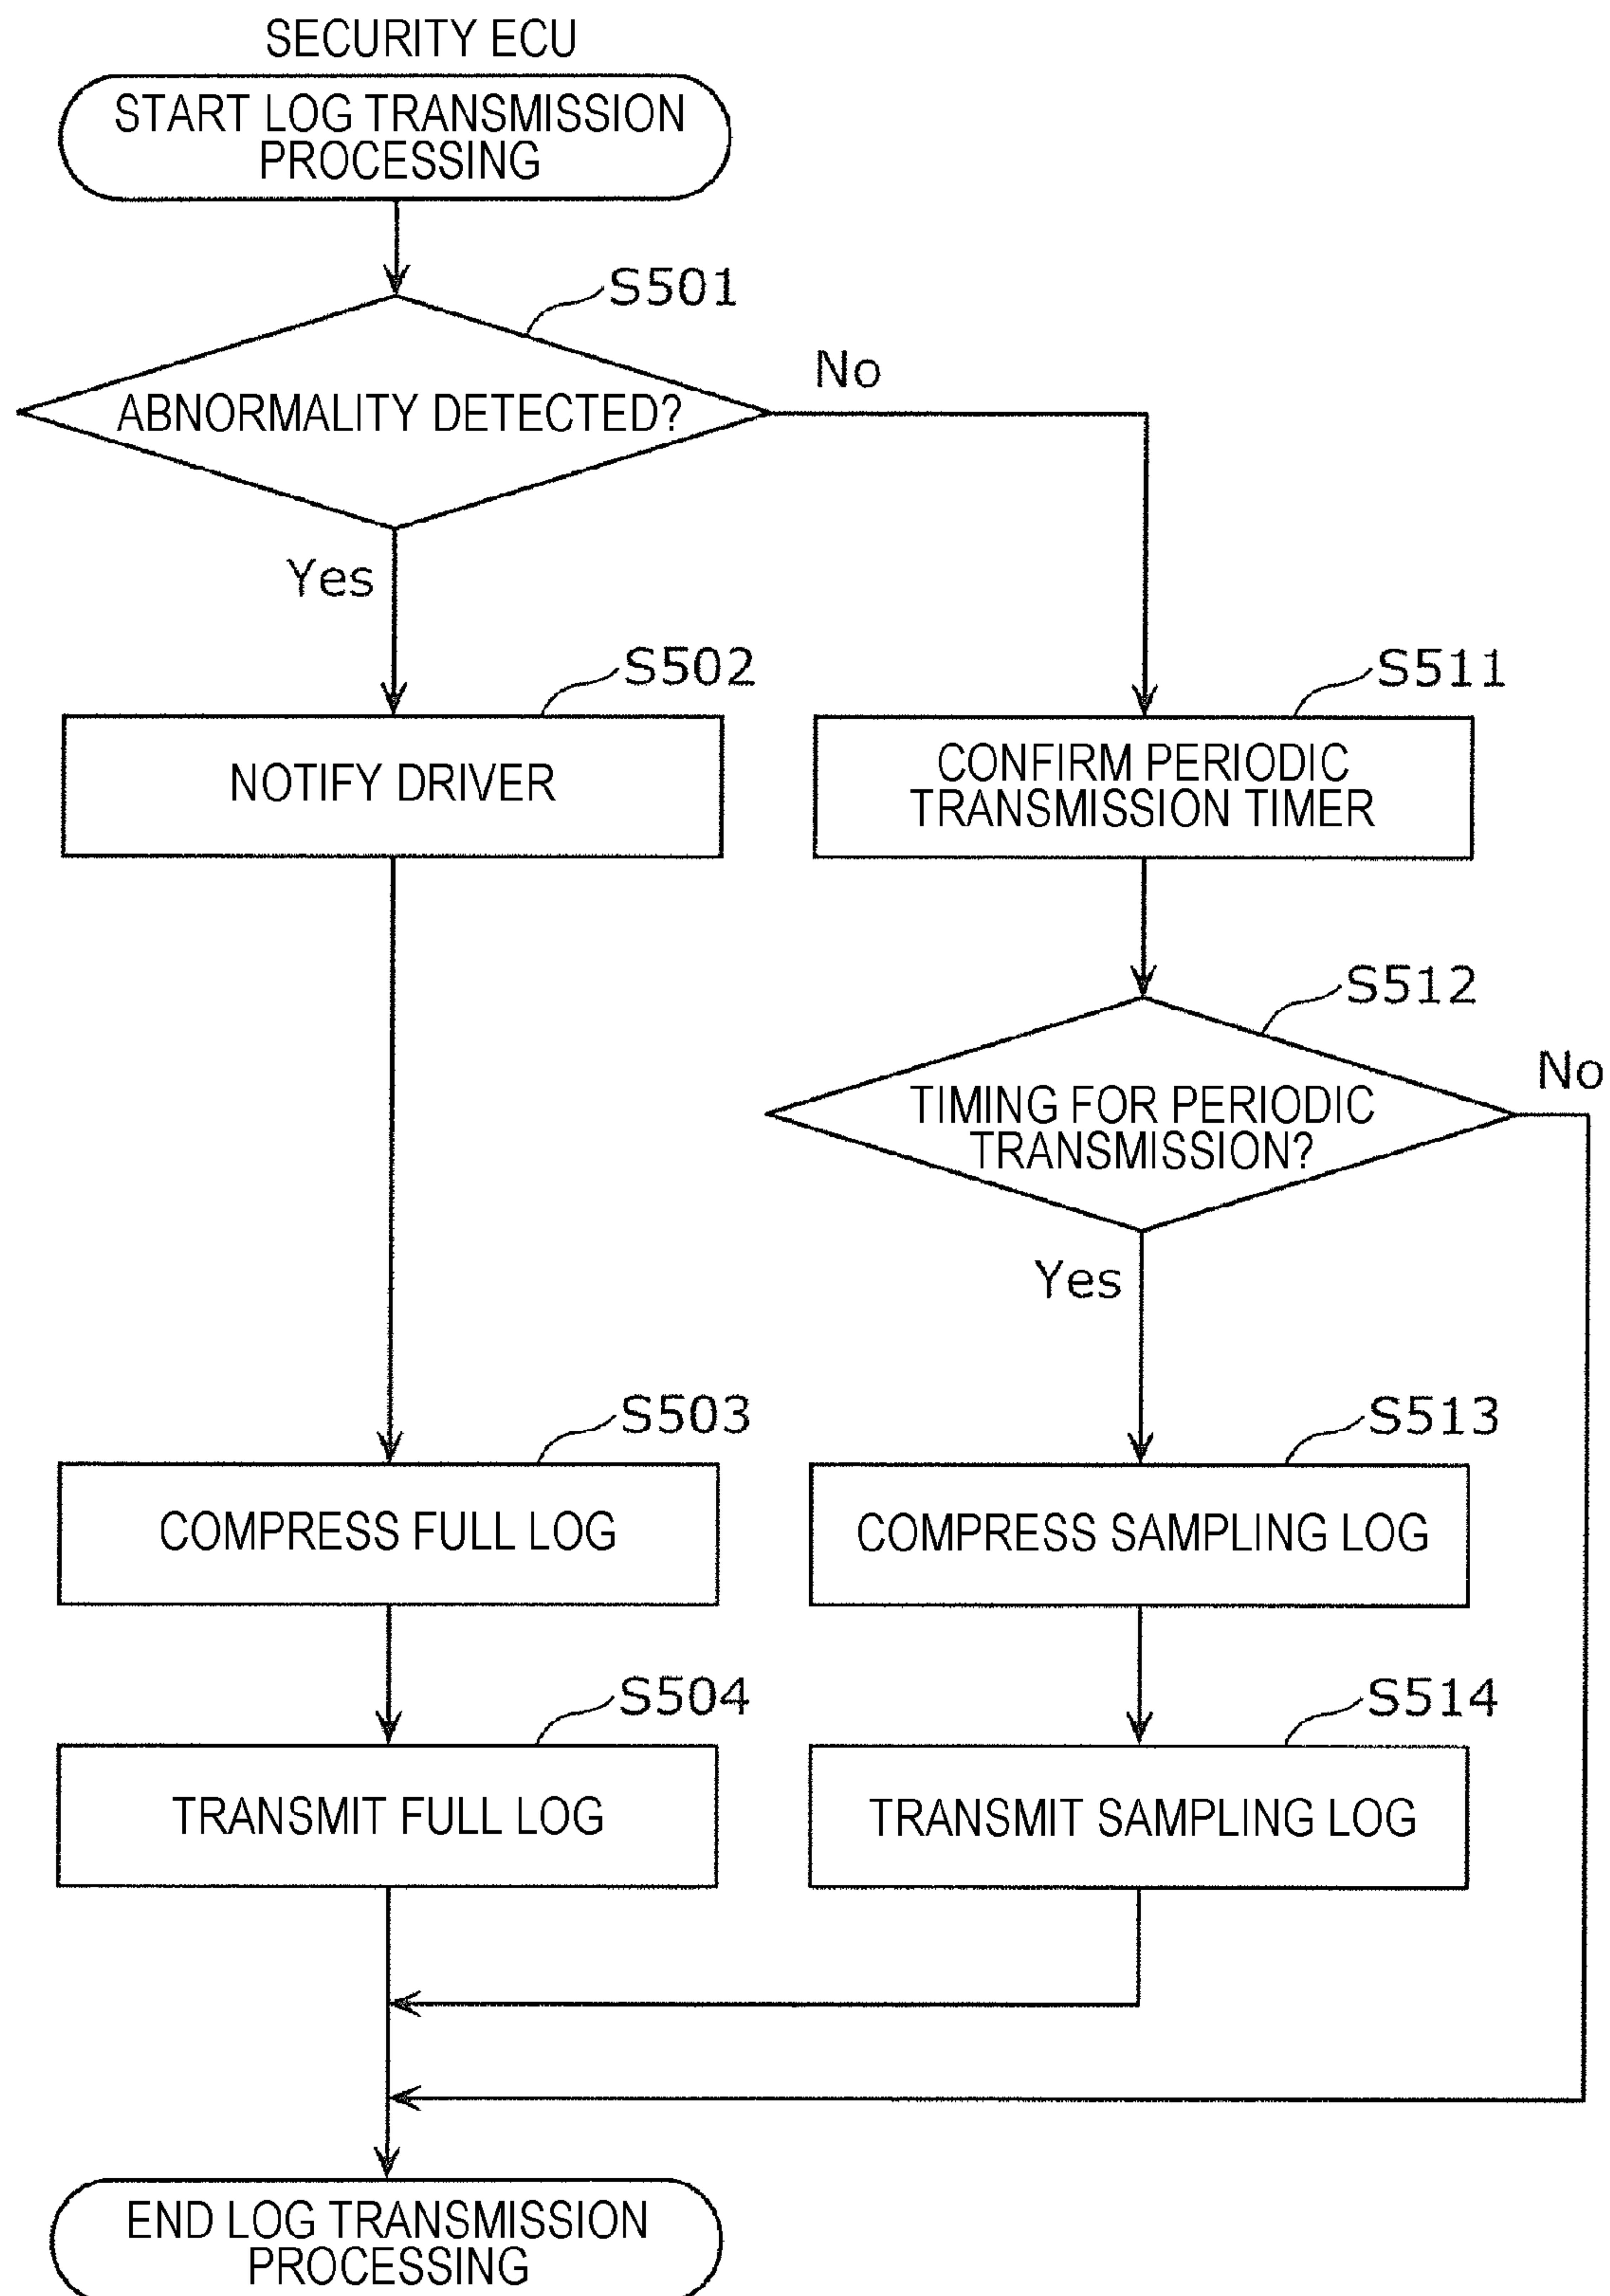 SECURITY ECU
START LOG TRANSMISSION
PROCESSING
S501
No
ABNORMALITY DETECTED?
Yes
S502
S511
NOTIFY DRIVER
CONFIRM PERIODIC
TRANSMISSION TIMER
S512
No
TIMING FOR PERIODIC
TRANSMISSION?
Yes
S503
S513
COMPRESS FULL LOG
COMPRESS SAMPLING LOG
S504
S514
TRANSMIT FULL LOG
TRANSMIT SAMPLING LOG
END LOG TRANSMISSION
PROCESSING